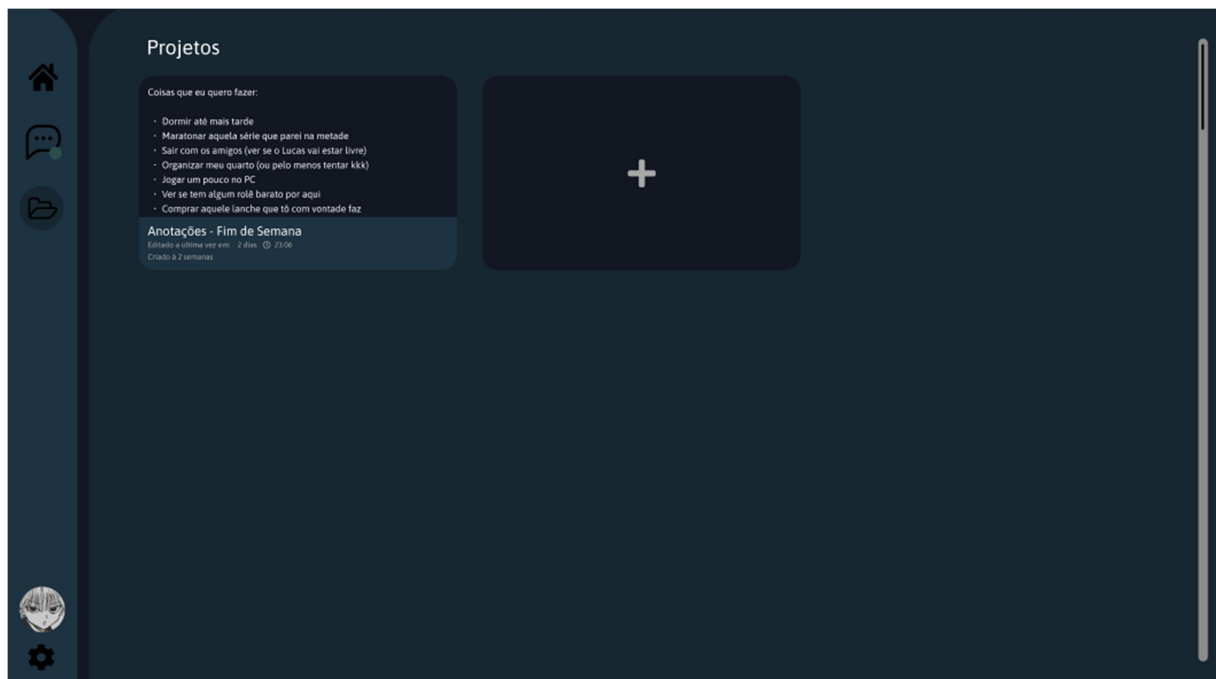 Projetos
Coisas que eu quero fazer:
· Dormir até mais tarde
· Maratonar aquela série que parei na metade
· Sair com os amigos (ver se o Lucas vai estar livre)
· Organizar meu quarto (ou pelo menos tentar kkk)
· Jogar um pouco no PC
· Ver se tem algum rolê barato por aqui
· Comprar aquele lanche que tô com vontade faz
Anotações - Fim de Semana
Editado a ultima vez em: 2 dias 23:06
Criado à 2 semanas